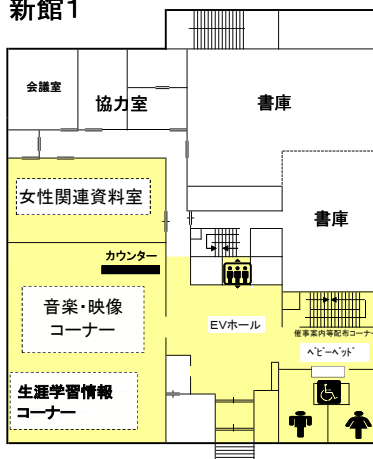 新館1
会議室
協力室
書庫
女性関連資料室
書庫
カウンター
音楽・映像
コーナー
EVホール
催事案内等配布コーナー
ベビーベッド
生涯学習情報
コーナー